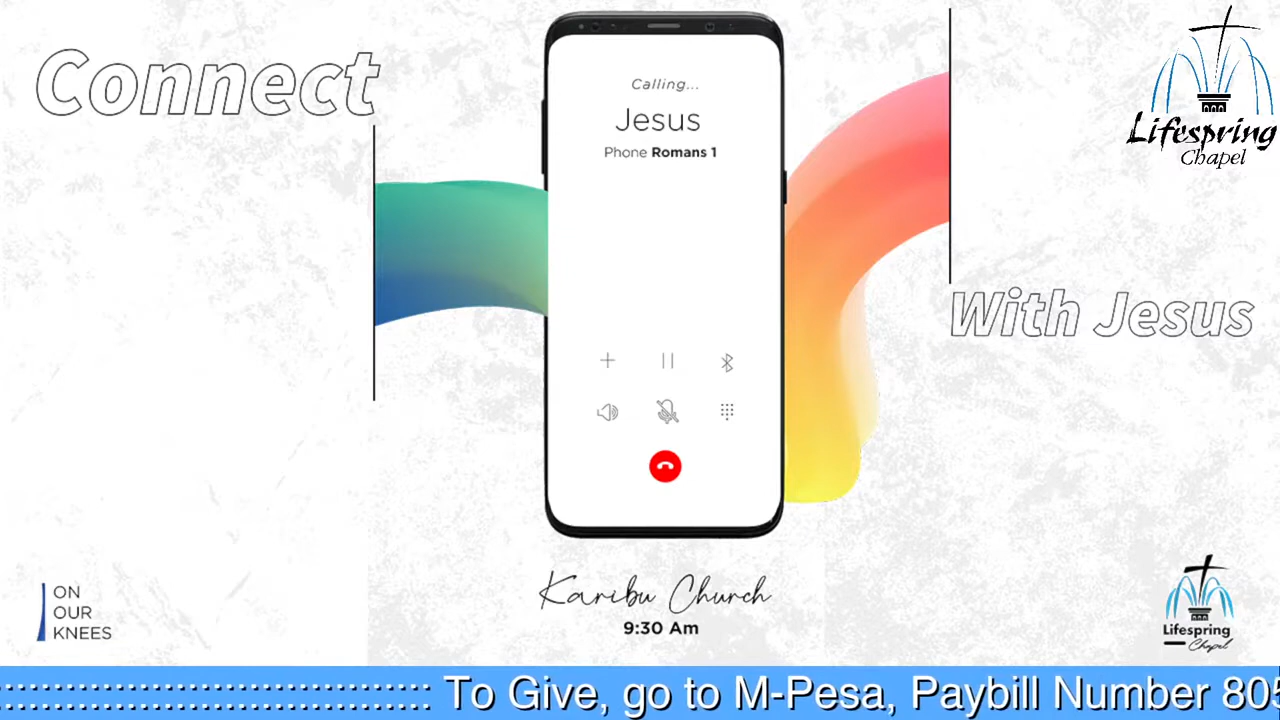 Connect
Calling...
Jesus
Phone Romans 1
Lifespring
Chapel
With Jesus
ON
OUR
KNEES
Karibu Church
9:30 Am
Lifespring
Chapel
To Give, go to M-Pesa, Paybill Number 805